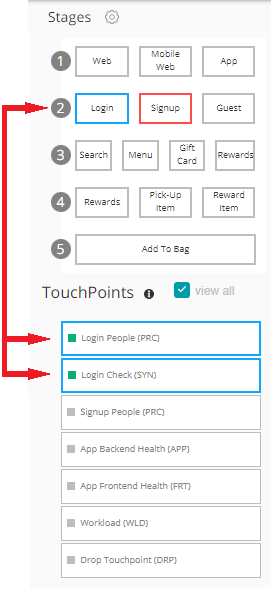 Stages
1 Web Mobile Web App
2 Login Signup Guest
3 Search Menu Gift Card Rewards
4 Rewards Pick-Up Item Reward Item
5 Add To Bag
TouchPoints i view all
Login People (PRC)
Login Check (SYN)
Signup People (PRC)
App Backend Health (APP)
App Frontend Health (FRT)
Workload (WLD)
Drop Touchpoint (DRP)